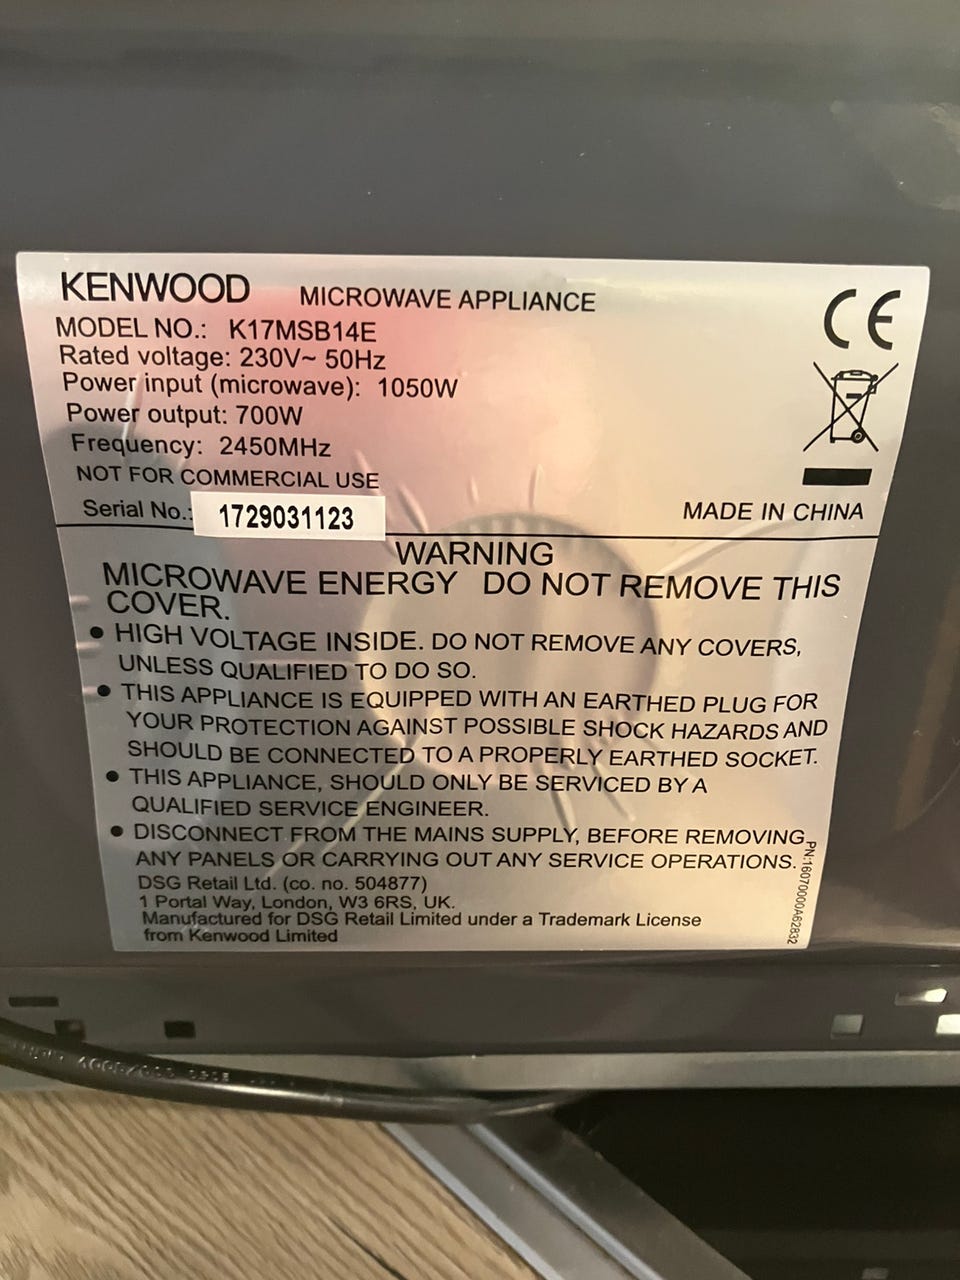 KENWOOD MICROWAVE APPLIANCE
CE
MODEL NO.: K17MSB14E
Rated voltage: 230V~ 50Hz
Power input (microwave): 1050W
Power output: 700W
Frequency: 2450MHz
NOT FOR COMMERCIAL USE
Serial No.: 1729031123
MADE IN CHINA
WARNING
MICROWAVE ENERGY DO NOT REMOVE THIS
COVER.
● HIGH VOLTAGE INSIDE. DO NOT REMOVE ANY COVERS,
UNLESS QUALIFIED TO DO SO.
● THIS APPLIANCE IS EQUIPPED WITH AN EARTHED PLUG FOR
YOUR PROTECTION AGAINST POSSIBLE SHOCK HAZARDS AND
SHOULD BE CONNECTED TO A PROPERLY EARTHED SOCKET.
● THIS APPLIANCE, SHOULD ONLY BE SERVICED BY A
QUALIFIED SERVICE ENGINEER.
● DISCONNECT FROM THE MAINS SUPPLY, BEFORE REMOVING
ANY PANELS OR CARRYING OUT ANY SERVICE OPERATIONS.
DSG Retail Ltd. (co. no. 504877)
1 Portal Way, London, W3 6RS, UK.
Manufactured for DSG Retail Limited under a Trademark License
from Kenwood Limited
PN:16070000A62832